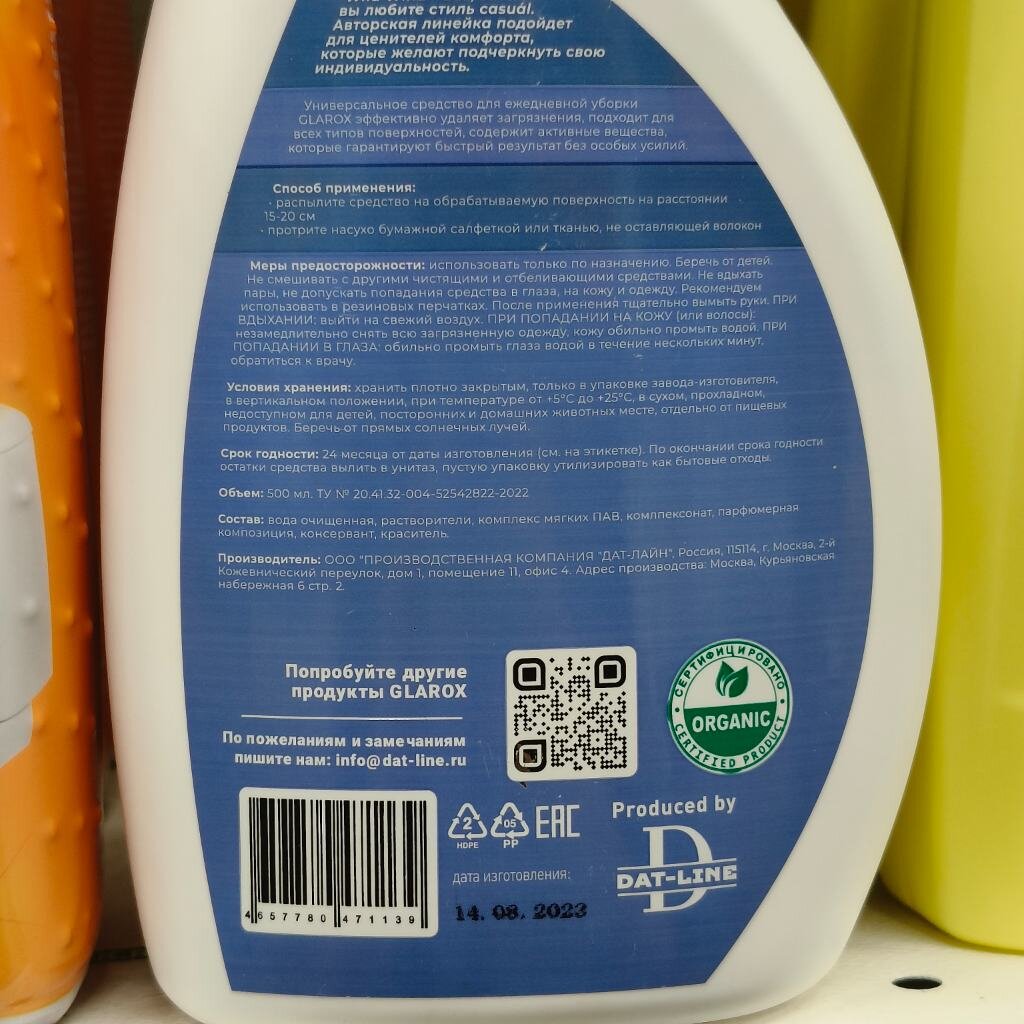 вы любите стиль casuál.
Авторская линейка подойдет
для ценителей комфорта,
которые желают подчеркнуть свою
индивидуальность.
Универсальное средство для ежедневной уборки
GLAROX эффективно удаляет загрязнения, подходит для
всех типов поверхностей, содержит активные вещества,
которые гарантируют быстрый результат без особых усилий.
Способ применения:
· распылите средство на обрабатываемую поверхность на расстоянии
15-20 см
· протрите насухо бумажной салфеткой или тканью, не оставляющей волокон
Меры предосторожности: использовать только по назначению. Беречь от детей.
Не смешивать с другими чистящими и отбеливающими средствами. Не вдыхать
пары, не допускать попадания средства в глаза, на кожу и одежду. Рекомендуем
использовать в резиновых перчатках. После применения тщательно вымыть руки. ПРИ
ВДЫХАНИИ: выйти на свежий воздух. ПРИ ПОПАДАНИИ НА КОЖУ (или волосы):
незамедлительно снять всю загрязненную одежду, кожу обильно промыть водой. ПРИ
ПОПАДАНИИ В ГЛАЗА: обильно промыть глаза водой в течение нескольких минут,
обратиться к врачу.
Условия хранения: хранить плотно закрытым, только в упаковке завода-изготовителя,
в вертикальном положении, при температуре от +5°С до +25°С, в сухом, прохладном,
недоступном для детей, посторонних и домашних животных месте, отдельно от пищевых
продуктов. Беречь от прямых солнечных лучей.
Срок годности: 24 месяца от даты изготовления (см. на этикетке). По окончании срока годности
остатки средства вылить в унитаз, пустую упаковку утилизировать как бытовые отходы.
Объем: 500 мл. ТУ № 20.41.32-004-52542822-2022
Состав: вода очищенная, растворители, комплекс мягких ПАВ, комлпексонат, парфюмерная
композиция, консервант, краситель.
Производитель: ООО "ПРОИЗВОДСТВЕННАЯ КОМПАНИЯ "ДАТ-ЛАЙН", Россия, 115114, г. Москва, 2-й
Кожевнический переулок, дом 1, помещение 11, офис 4. Адрес производства: Москва, Курьяновская
набережная 6 стр. 2.
Попробуйте другие
продукты GLAROX
По пожеланиям и замечаниям
пишите нам: info@dat-line.ru
СЕРТИФИЦИРОВАНО
ORGANIC
CERTIFIED PRODUCT
4 657780 471139
2
HDPE
05
PP
EAC
дата изготовления:
14. 08. 2023
Produced by
D
DAT-LINE